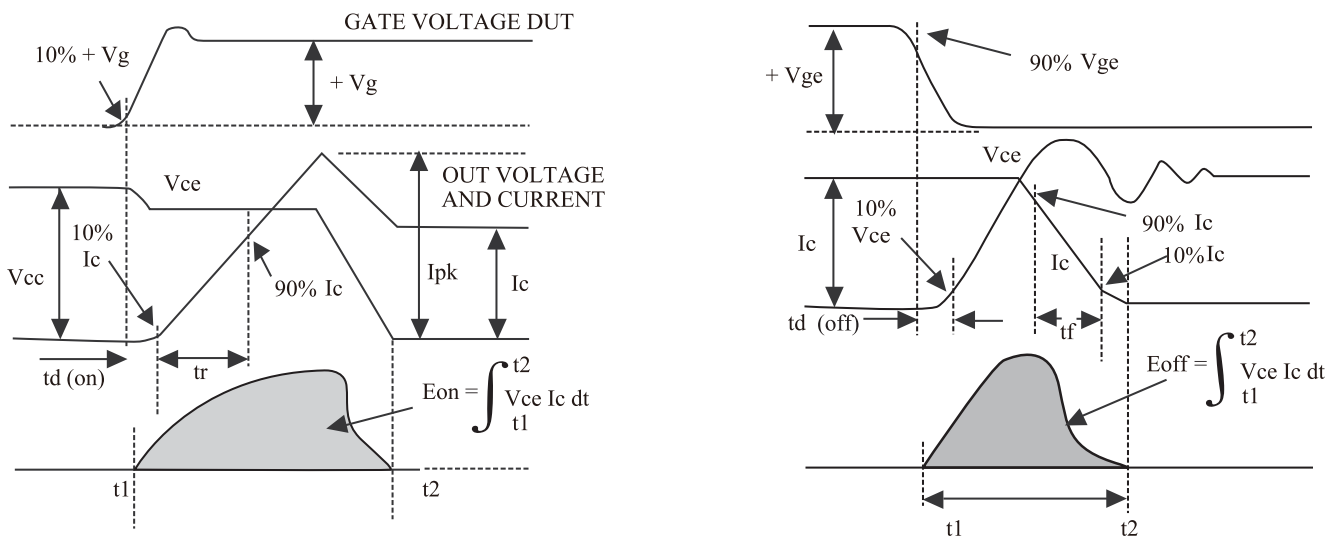 GATE VOLTAGE DUT
10% + Vg
+ Vg
Vce
OUT VOLTAGE
AND CURRENT
10%
Ic
Vcc
90% Ic
Ipk
Ic
td (on)
tr
Eon = ∫ t2
Vce Ic dt
t1
t1
t2
90% Vge
+ Vge
Vce
10%
Vce
Ic
90% Ic
Ic
10%Ic
td (off)
tf
Eoff = ∫ t2
Vce Ic dt
t1
t1
t2